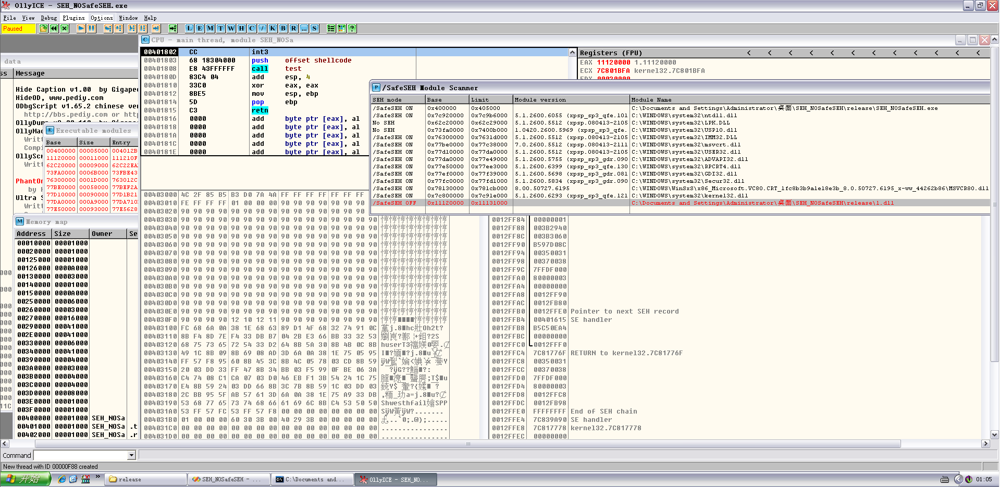 OllyICE - SEH_NOSafeSEH.exe
File View Debug Plugins Options Window Help
Paused
L E M T W H C / K B R ... S
?
CPU - main thread, module SEH_NOSa
00401802 CC int3
00401803 68 18304000 push offset shellcode
00401808 E8 43FFFFFF call test
0040180D 83C4 04 add esp, 4
00401810 33C0 xor eax, eax
00401812 8BE5 mov esp, ebp
00401814 5D pop ebp
00401815 C3 retn
00401816 0000 add byte ptr [eax], al
00401818 0000 add byte ptr [eax], al
0040181A 0000 add byte ptr [eax], al
0040181C 0000 add byte ptr [eax], al
0040181E 0000 add byte ptr [eax], al
Registers (FPU) < < < < < < < < < < < <
EAX 11120000 1.11120000
ECX 7C801BFA kernel32.7C801BFA
EDX 00020000
data
ss Message
Hide Caption v1.00 by Gigaped
HideOD, www.pediy.com
ODbgScript v1.65.2 chinese ver
http://bbs.pediy.com or http
OllyMac
Writt
Compi
OllyScr
Writt
PhantOm
by H
Ultra S
Writt
Executable modules
Base Size Entry
00400000 00005000 004012B
11120000 00011000 111210F
62C20000 00009000 62C22EA
73FA0000 0006B000 73FBE43
76300000 0001D000 763012C
77BE0000 00058000 77BEF2A
77D10000 00090000 77D1B21
77DA0000 000A9000 77DA710
77E50000 00093000 77E5628
/SafeSEH Module Scanner
SEH mode Base Limit Module version Module Name
/SafeSEH ON 0x400000 0x405000 C:\Documents and Settings\Administrator\桌面\SEH_NOSafeSEH\release\SEH_NOSafeSEH.exe
/SafeSEH ON 0x7c920000 0x7c9b6000 5.1.2600.6055 (xpsp_sp3_qfe.101 C:\WINDOWS\system32\ntdll.dll
No SEH 0x62c20000 0x62c29000 5.1.2600.5512 (xpsp.080413-2105 C:\WINDOWS\system32\LPK.DLL
No SEH 0x73fa0000 0x7400b000 1.0420.2600.5969 (xpsp_sp3_qfe. C:\WINDOWS\system32\USP10.dll
/SafeSEH ON 0x76300000 0x7631d000 5.1.2600.5512 (xpsp.080413-2105 C:\WINDOWS\system32\IMM32.DLL
/SafeSEH ON 0x77be0000 0x77c38000 7.0.2600.5512 (xpsp.080413-2111 C:\WINDOWS\system32\msvcrt.dll
/SafeSEH ON 0x77d10000 0x77da0000 5.1.2600.5512 (xpsp.080413-2105 C:\WINDOWS\system32\USER32.dll
/SafeSEH ON 0x77da0000 0x77e49000 5.1.2600.5755 (xpsp_sp3_gdr.090 C:\WINDOWS\system32\ADVAPI32.dll
/SafeSEH ON 0x77e50000 0x77ee3000 5.1.2600.6399 (xpsp_sp3_qfe.130 C:\WINDOWS\system32\RPCRT4.dll
/SafeSEH ON 0x77ef0000 0x77f39000 5.1.2600.5698 (xpsp_sp3_gdr.081 C:\WINDOWS\system32\GDI32.dll
/SafeSEH ON 0x77fc0000 0x77fd1000 5.1.2600.5834 (xpsp_sp3_gdr.090 C:\WINDOWS\system32\Secur32.dll
/SafeSEH ON 0x78130000 0x781cb000 8.00.50727.6195 C:\WINDOWS\WinSxS\x86_Microsoft.VC80.CRT_1fc8b3b9a1e18e3b_8.0.50727.6195_x-ww_44262b86\MSVCR80.dll
/SafeSEH ON 0x7c800000 0x7c91e000 5.1.2600.6293 (xpsp_sp3_qfe.121 C:\WINDOWS\system32\kernel32.dll
/SafeSEH OFF 0x11120000 0x11131000 C:\Documents and Settings\Administrator\桌面\SEH_NOSafeSEH\release\1.dll
Memory map
Address Size Owner Se
00010000 00001000
00020000 00001000
00125000 00001000
00126000 0000A000
00130000 00003000
00140000 00001000
00150000 0000A000
00250000 00006000
00260000 00003000
00270000 00016000
00290000 00041000
002E0000 00041000
00330000 00006000
00340000 00041000
00390000 00004000
003A0000 00003000
003B0000 00004000
003C0000 00004000
003D0000 00008000
003E0000 00001000
003F0000 00001000
00400000 00001000 SEH_NOSa
00401000 00001000 SEH_NOSa .t
00402000 00001000 SEH_NOSa .r
00403000 4C 2F 85 B5 B3 D0 7A 4A FF FF FF FF FF FF FF
00403010 FE FF FF FF 01 00 00 00 90 90 90 90 90 90 90
00403020 90 90 90 90 90 90 90 90 90 90 90 90 90 90 90
00403030 90 90 90 90 90 90 90 90 90 90 90 90 90 90 90 90
00403040 90 90 90 90 90 90 90 90 90 90 90 90 90 90 90 90
00403050 90 90 90 90 90 90 90 90 90 90 90 90 90 90 90 90
00403060 90 90 90 90 90 90 90 90 90 90 90 90 90 90 90 90
00403070 90 90 90 90 90 90 90 90 90 90 90 90 90 90 90 90
00403080 90 90 90 90 90 90 90 90 90 90 90 90 90 90 90 90
00403090 90 90 90 90 90 90 90 90 90 90 90 90 90 90 90 90
004030A0 90 90 90 90 90 90 90 90 90 90 90 90 90 90 90 90
004030B0 90 90 90 90 90 90 90 90 90 90 90 90 90 90 90 90
004030C0 90 90 90 90 90 90 90 90 90 90 90 90 90 90 90 90
004030D0 90 90 90 90 90 90 90 90 90 90 90 90 90 90 90 90
004030E0 90 90 90 90 90 90 90 90 90 90 90 90 90 90 90 90
004030F0 90 90 90 90 12 10 12 11 90 90 90 90 90 90 90 90
00403100 FC 68 6A 0A 38 1E 68 63 89 D1 4F 68 32 74 91 0C
00403110 8B F4 8D 7E F4 33 DB B7 04 2B E3 66 BB 33 32 53
00403120 68 75 73 65 72 54 33 D2 64 8B 5A 30 8B 4B 0C 8B
00403130 49 1C 8B 09 8B 69 08 AD 3D 6A 0A 38 1E 75 05 95
00403140 FF 57 F8 95 60 8B 45 3C 8B 4C 05 78 03 CD 8B 59
00403150 20 03 DD 33 FF 47 8B 34 BB 03 F5 99 0F BE 06 3A
00403160 C4 74 08 C1 CA 07 03 D0 46 EB F1 3B 54 24 1C 75
00403170 E4 8B 59 24 03 DD 66 8B 3C 7B 8B 59 1C 03 DD 03
00403180 2C BB 95 5F AB 57 61 3D 6A 0A 38 1E 75 A9 33 DB
00403190 53 68 77 65 73 74 68 66 61 69 6C 8B C4 53 50 50
004031A0 53 FF 57 FC 53 FF 57 F8 00 00 00 00 00 00 00 00
004031B0 01 00 00 00 60 30 3B 00 40 29 3B 00 00 00 00 00
004031C0 00 00 00 00 00 00 00 00 00 00 00 00 00 00 00 00
004031D0 00 00 00 00 00 00 00 00 00 00 00 00 00 00 00 00
0012FF84 00000001
0012FF88 003B2940
0012FF8C 003B3060
0012FF90 B597D08C
0012FF94 00350031
0012FF98 00370038
0012FF9C 7FFDF000
0012FFA0 80000003
0012FFA4 00000000
0012FFA8 0012FF90
0012FFAC 0012FB80
0012FFB0 0012FFE0 Pointer to next SEH record
0012FFB4 00401615 SE handler
0012FFB8 B5C50EA4
0012FFBC 00000000
0012FFC0 0012FFF0
0012FFC4 7C81776F RETURN to kernel32.7C81776F
0012FFC8 00350031
0012FFCC 00370038
0012FFD0 7FFDF000
0012FFD4 80000003
0012FFD8 0012FFC8
0012FFDC 0012FB98
0012FFE0 FFFFFFFF End of SEH chain
0012FFE4 7C839A90 SE handler
0012FFE8 7C817778 kernel32.7C817778
0012FFEC 00000000
Command
New thread with ID 00000F88 created
开始 » release SEH_NOSafeSEH - ... C:\Documents and... OllyICE - SEH_NO... 01:05